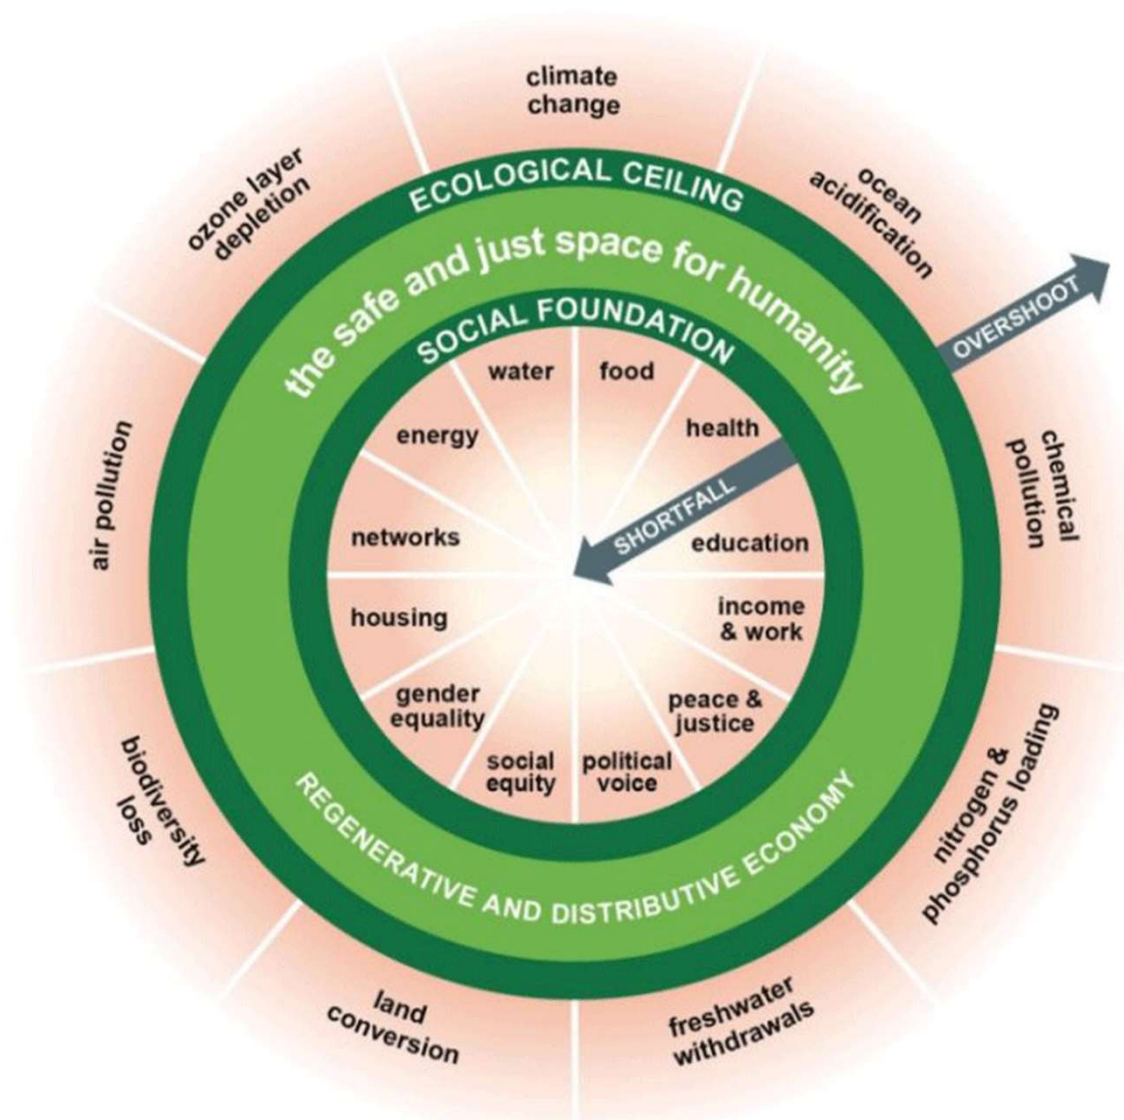 climate
change
ocean
acidification
OVERSHOOT
chemical
pollution
nitrogen &
phosphorus loading
freshwater
withdrawals
land
conversion
biodiversity
loss
air pollution
ozone layer
depletion
ECOLOGICAL CEILING
the safe and just space for humanity
SOCIAL FOUNDATION
water
food
health
SHORTFALL
education
income
& work
peace &
justice
political
voice
social
equity
gender
equality
housing
networks
energy
REGENERATIVE AND DISTRIBUTIVE ECONOMY